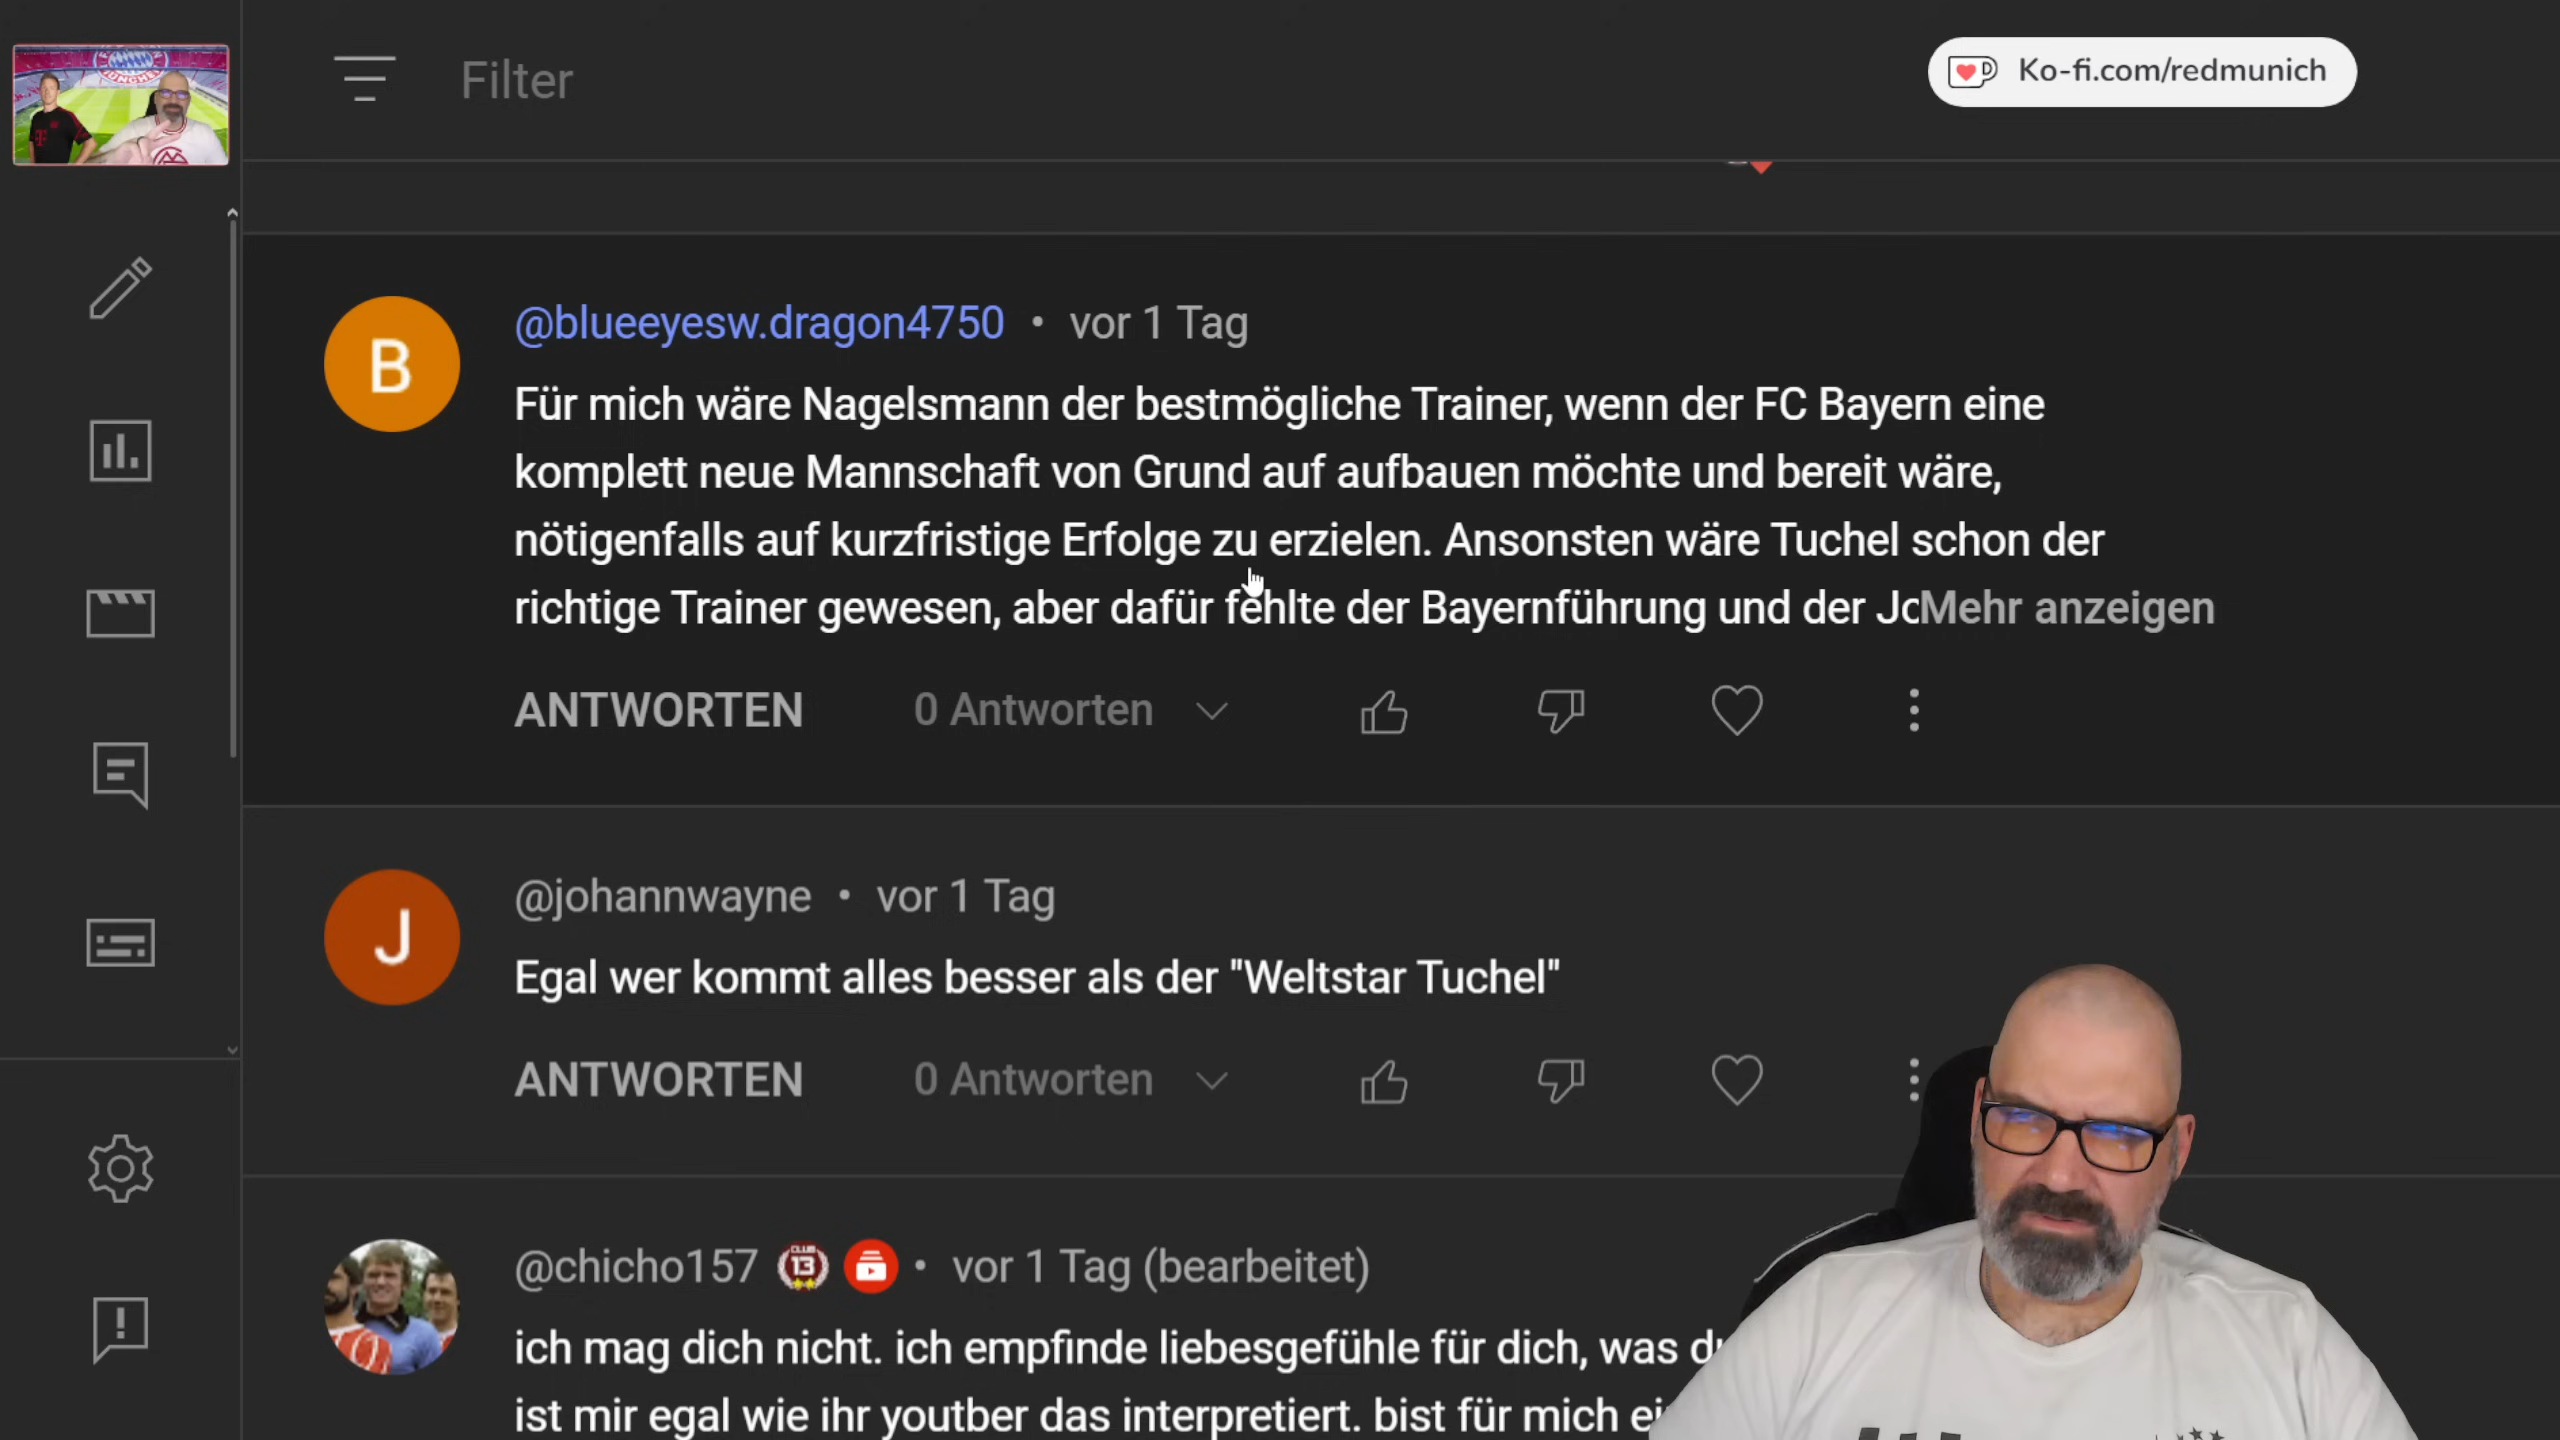 Filter
Ko-fi.com/redmunich
B
@blueeyesw.dragon4750 • vor 1 Tag
Für mich wäre Nagelsmann der bestmögliche Trainer, wenn der FC Bayern eine
komplett neue Mannschaft von Grund auf aufbauen möchte und bereit wäre,
nötigenfalls auf kurzfristige Erfolge zu erzielen. Ansonsten wäre Tuchel schon der
richtige Trainer gewesen, aber dafür fehlte der Bayernführung und der Mehr anzeigen
ANTWORTEN 0 Antworten
J
@johannwayne • vor 1 Tag
Egal wer kommt alles besser als der "Weltstar Tuchel"
ANTWORTEN 0 Antworten
@chicho157 CLUB 13 • vor 1 Tag (bearbeitet)
ich mag dich nicht. ich empfinde liebesgefühle für dich, was
ist mir egal wie ihr youtber das interpretiert. bist für mich